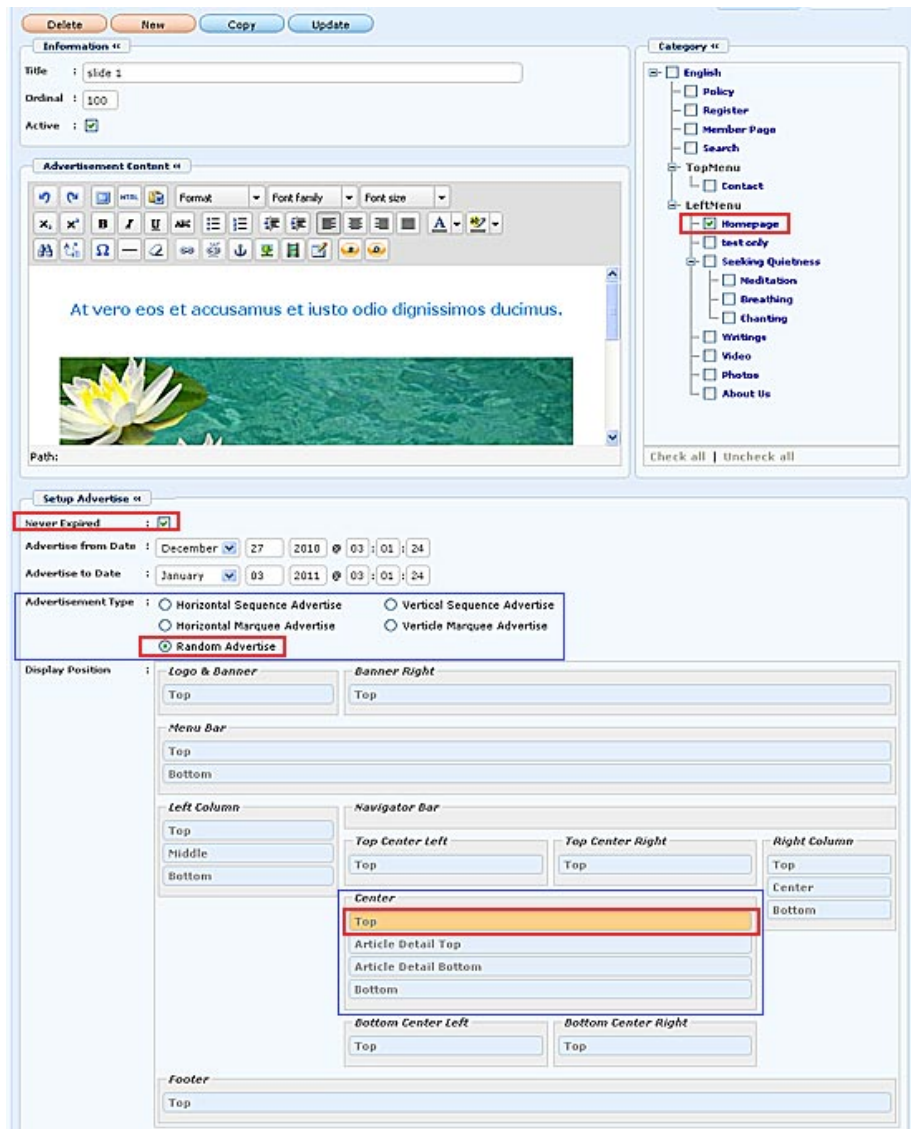 Delete New Copy Update
Information «
Title : slide 1
Ordinal : 100
Active :
Category «
English
Policy
Register
Member Page
Search
TopMenu
Contact
LeftMenu
Homepage
test only
Seeking Quietness
Meditation
Breathing
Chanting
Writings
Video
Photos
About Us
Check all | Uncheck all
Advertisement Content «
HTML Format Font family Font size
x, x² B I U ABC A ab
Ω —
At vero eos et accusamus et iusto odio dignissimos ducimus.
Path:
Setup Advertise «
Never Expired :
Advertise from Date : December 27 2010 @ 03 : 01 : 24
Advertise to Date : January 03 2011 @ 03 : 01 : 24
Advertisement Type : Horizontal Sequence Advertise Vertical Sequence Advertise
Horizontal Marquee Advertise Verticle Marquee Advertise
Random Advertise
Display Position :
Logo & Banner Banner Right
Top Top
Menu Bar
Top
Bottom
Left Column
Top
Middle
Bottom
Navigator Bar
Top Center Left Top Center Right
Top Top
Right Column
Top
Center
Bottom
Center
Top
Article Detail Top
Article Detail Bottom
Bottom
Bottom Center Left Bottom Center Right
Top Top
Footer
Top